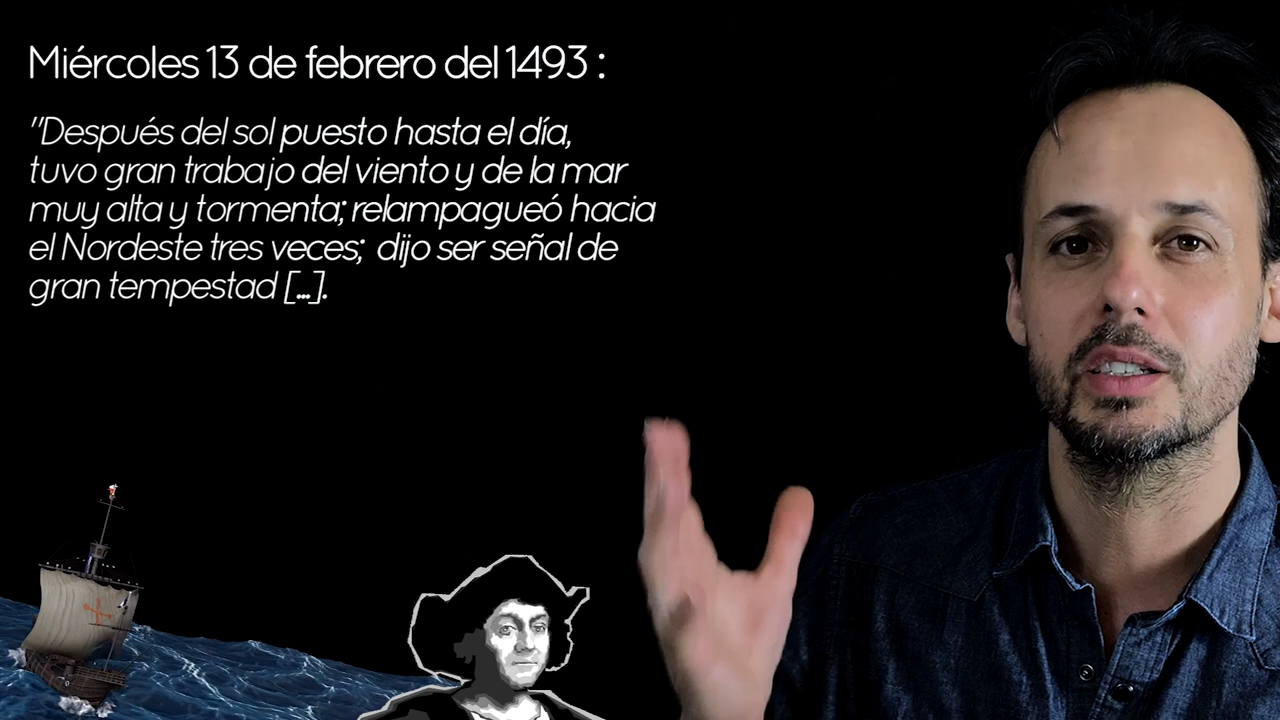 Miércoles 13 de febrero del 1493 :
"Después del sol puesto hasta el día,
tuvo gran trabajo del viento y de la mar
muy alta y tormenta; relampagueó hacia
el Nordeste tres veces; dijo ser señal de
gran tempestad [...].